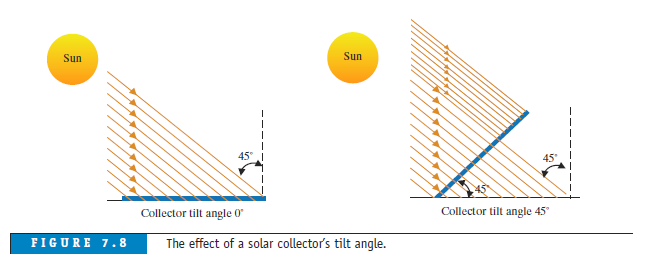 Sun
45°
Collector tilt angle 0°
Sun
45°
45°
Collector tilt angle 45°
FIGURE 7.8 The effect of a solar collector's tilt angle.